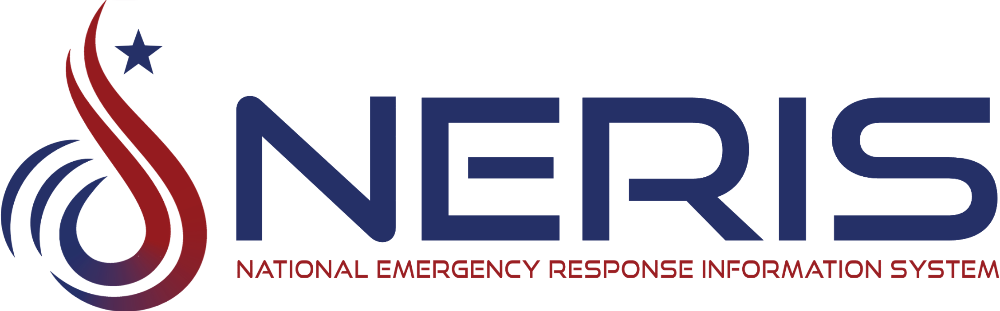 NERIS
NATIONAL EMERGENCY RESPONSE INFORMATION SYSTEM